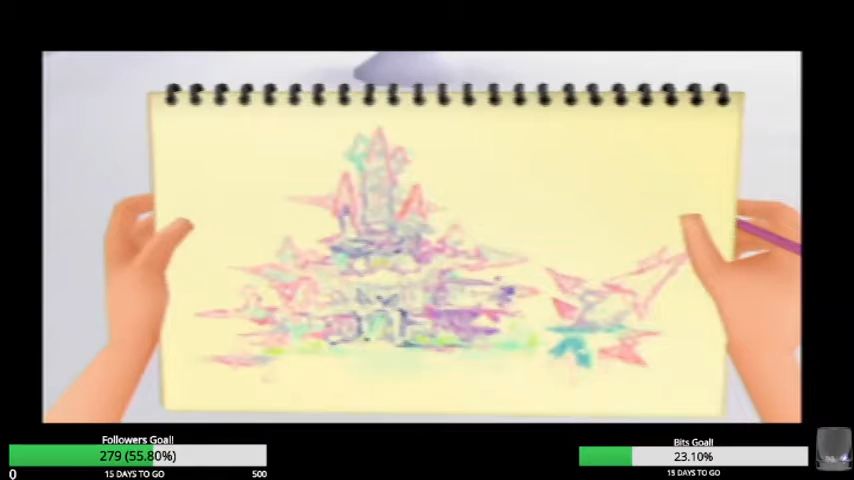 Followers Goal!
279 (55.80%)
0 15 DAYS TO GO 500
Bits Goal!
23.10%
15 DAYS TO GO